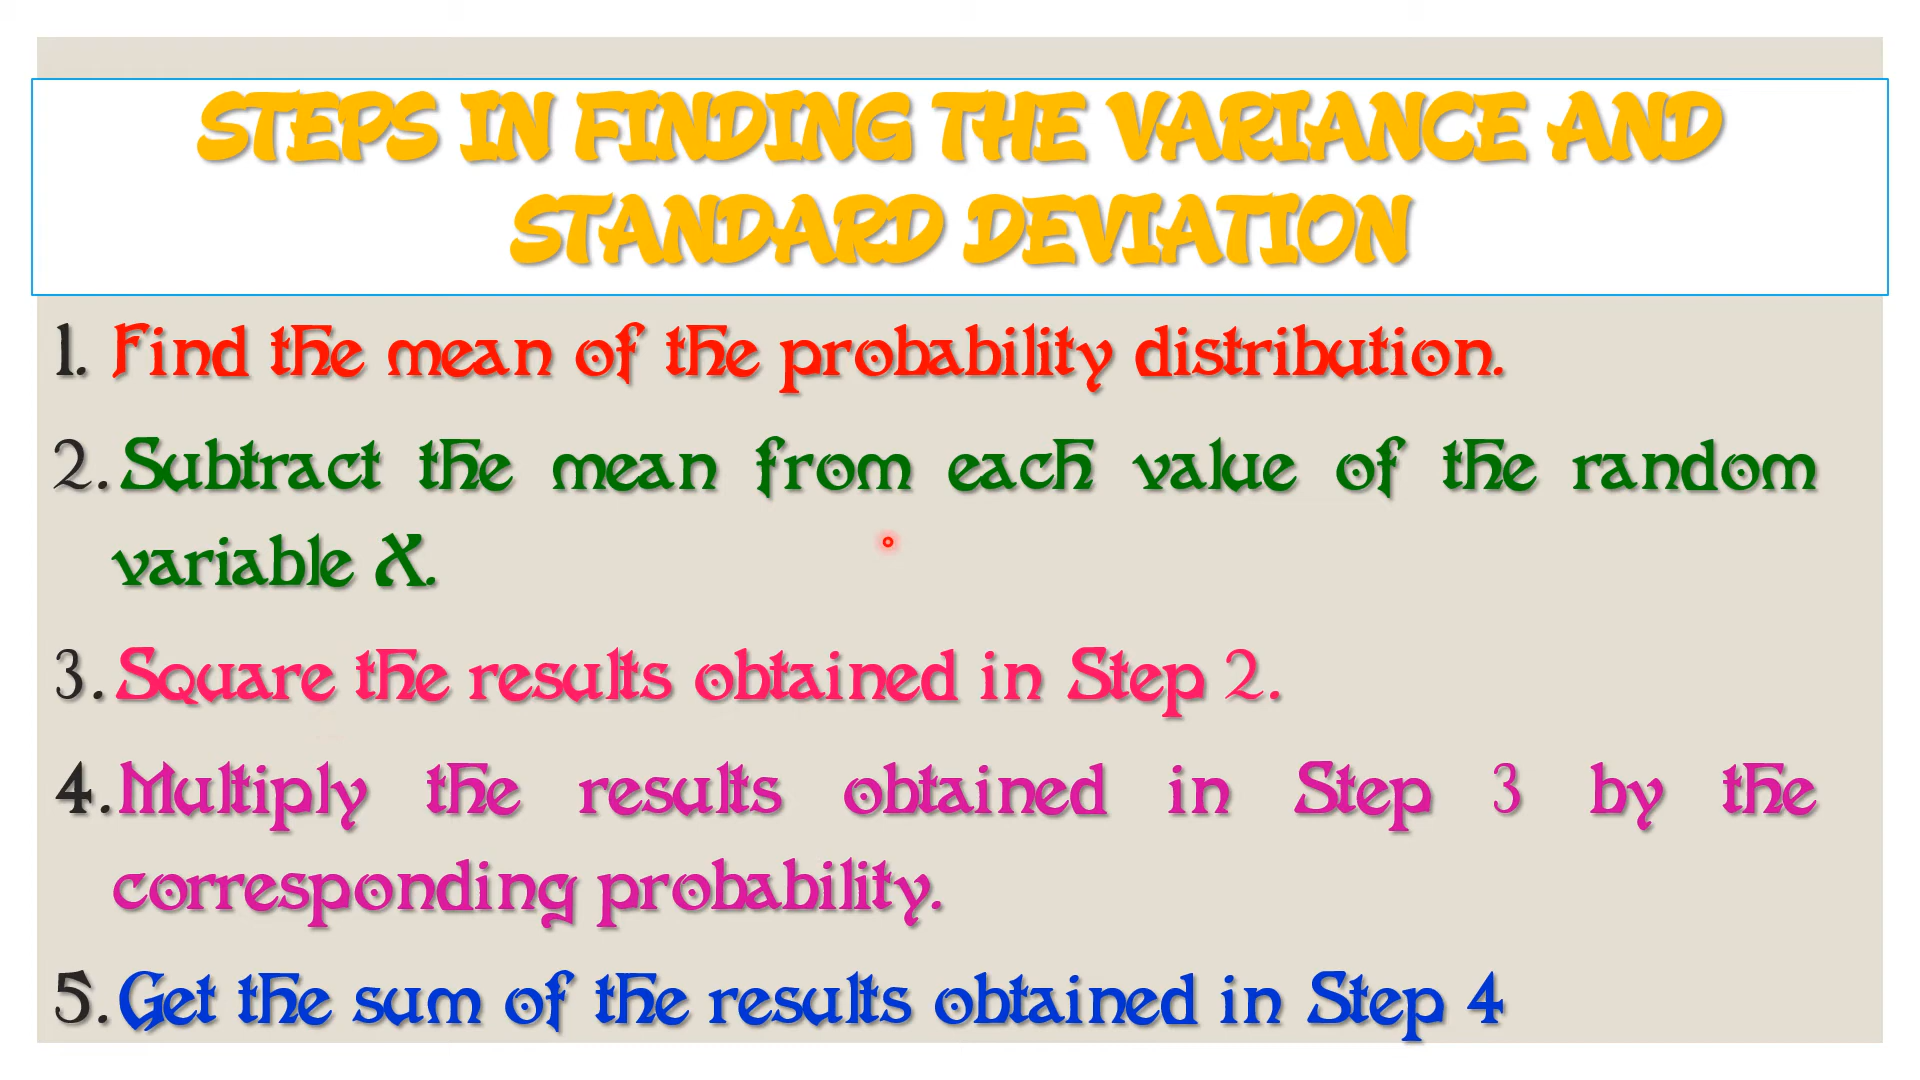 STEPS IN FINDING THE VARIANCE AND
STANDARD DEVIATION
1. Find the mean of the probability distribution.
2. Subtract the mean from each value of the random
variable X.
3. Square the results obtained in Step 2.
4. Multiply the results obtained in Step 3 by the
corresponding probability.
5. Get the sum of the results obtained in Step 4